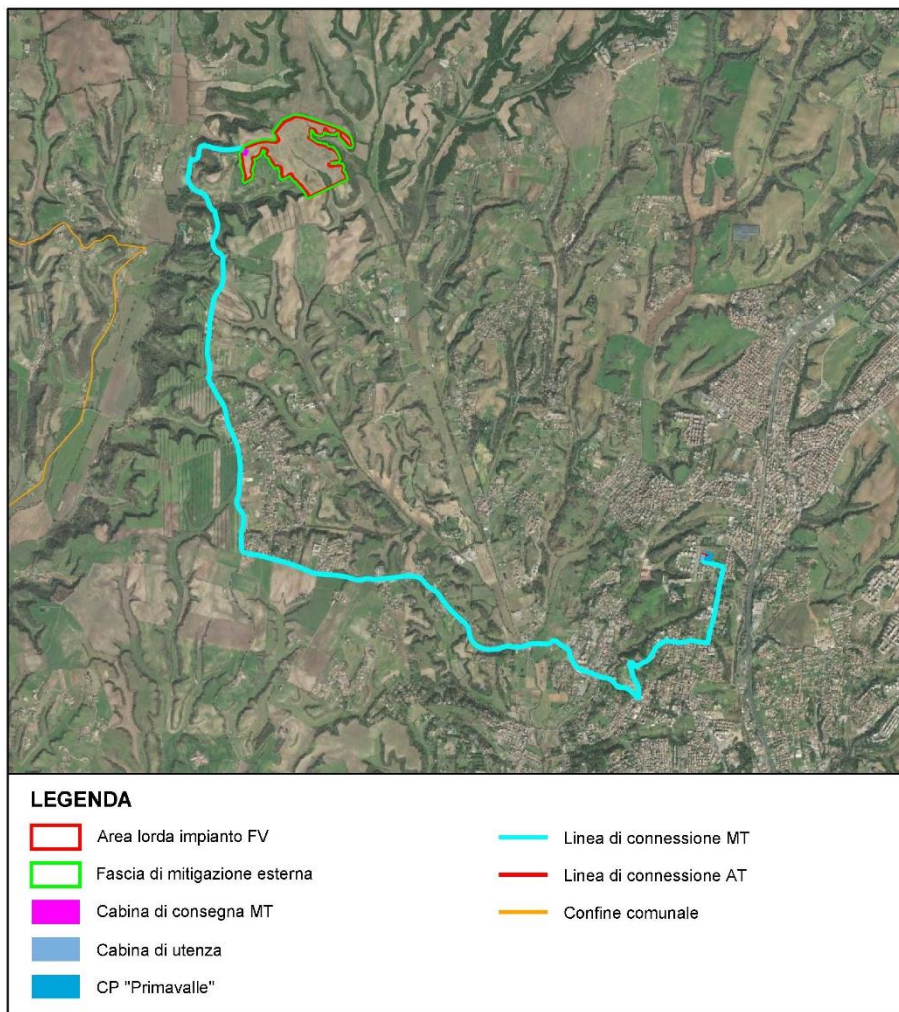 LEGENDA
Area lorda impianto FV
Fascia di mitigazione esterna
Cabina di consegna MT
Cabina di utenza
CP "Primavalle"
Linea di connessione MT
Linea di connessione AT
Confine comunale